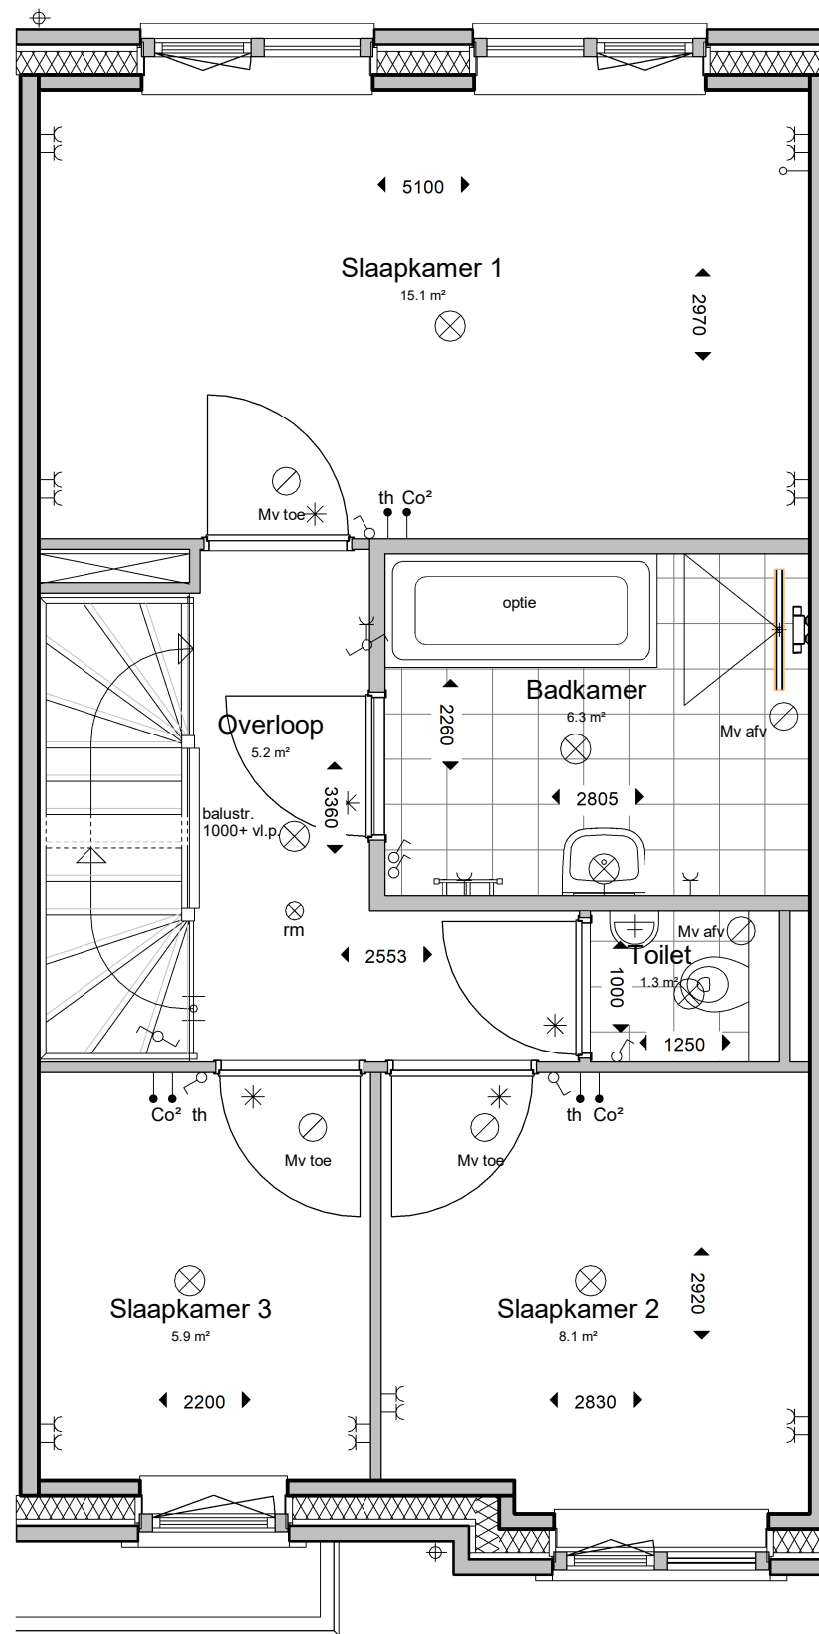 5100
Slaapkamer 1
15.1 m²
2970
Mv toe
th Co²
optie
Badkamer
6.3 m²
2260
Mv afv
2805
Overloop
5.2 m²
3360
balustr.
1000+ vl.p.
rm
2553
Mv afv
Toilet
1.3 m²
1000
1250
Co² th
th Co²
Mv toe
Mv toe
Slaapkamer 3
5.9 m²
2200
Slaapkamer 2
8.1 m²
2920
2830